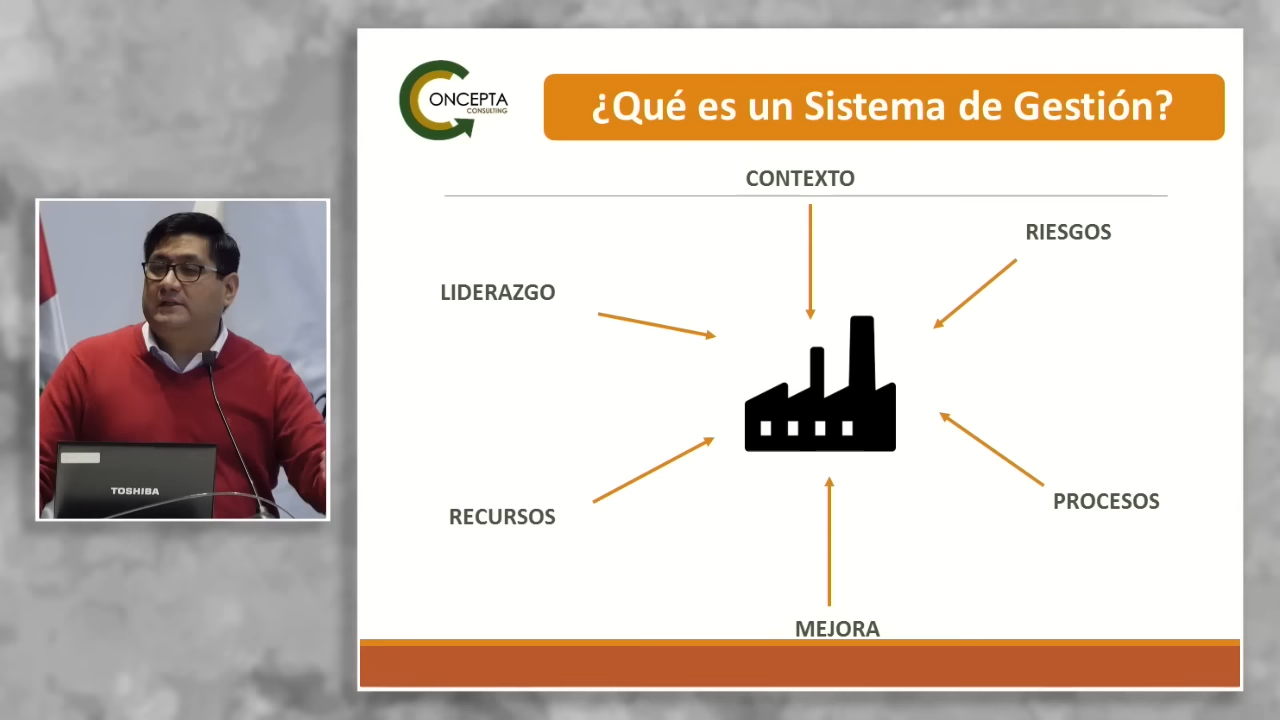 ONCEPTA
CONSULTING
¿Qué es un Sistema de Gestión?
CONTEXTO
RIESGOS
LIDERAZGO
RECURSOS
PROCESOS
MEJORA
TOSHIBA